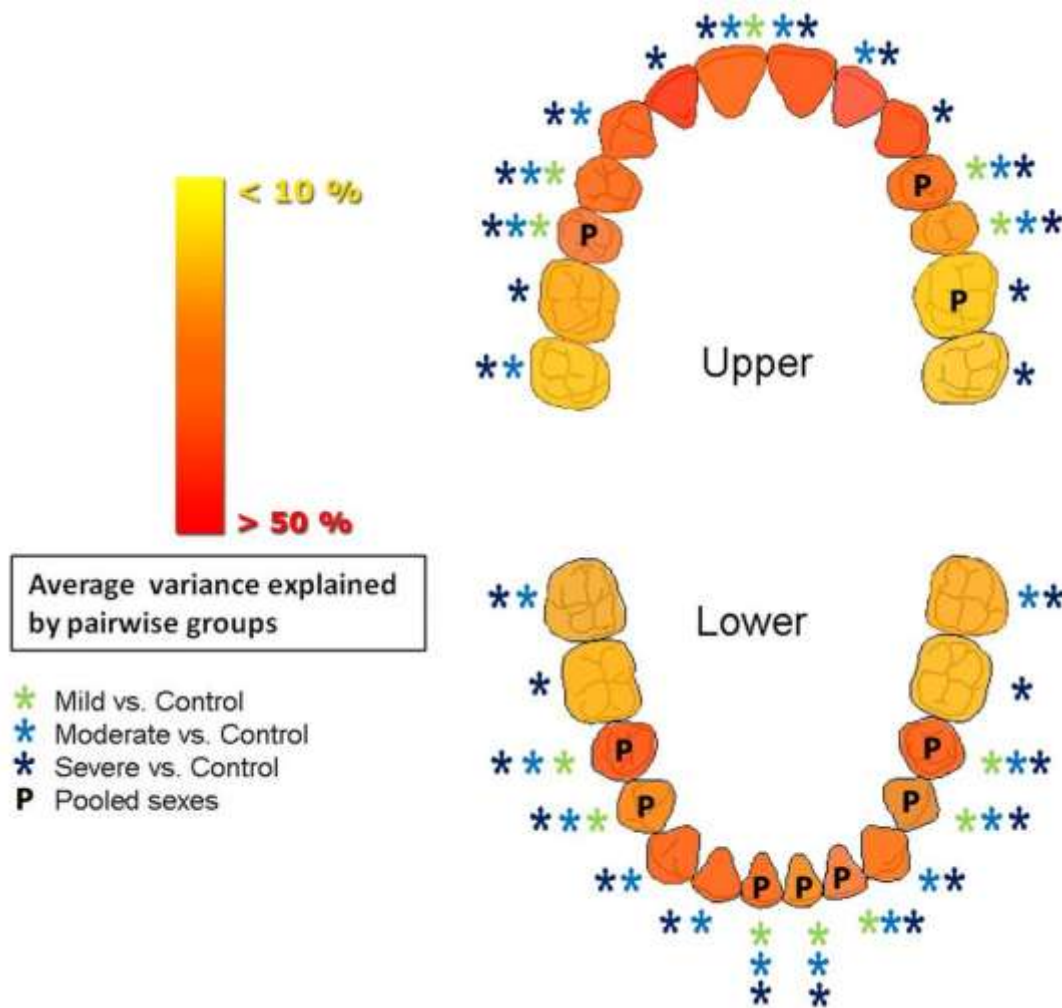 < 10 %
> 50 %
Average variance explained
by pairwise groups
* Mild vs. Control
* Moderate vs. Control
* Severe vs. Control
P Pooled sexes
* * * * *
*
* *
* *
*
* * *
P
* * *
* * *
P
* * *
*
P
*
* *
Upper
*
* *
Lower
* *
*
*
* * *
P
P
* * *
* * *
P
P
* * *
* *
P P P
* *
* *
* * *
* *
* *
* *